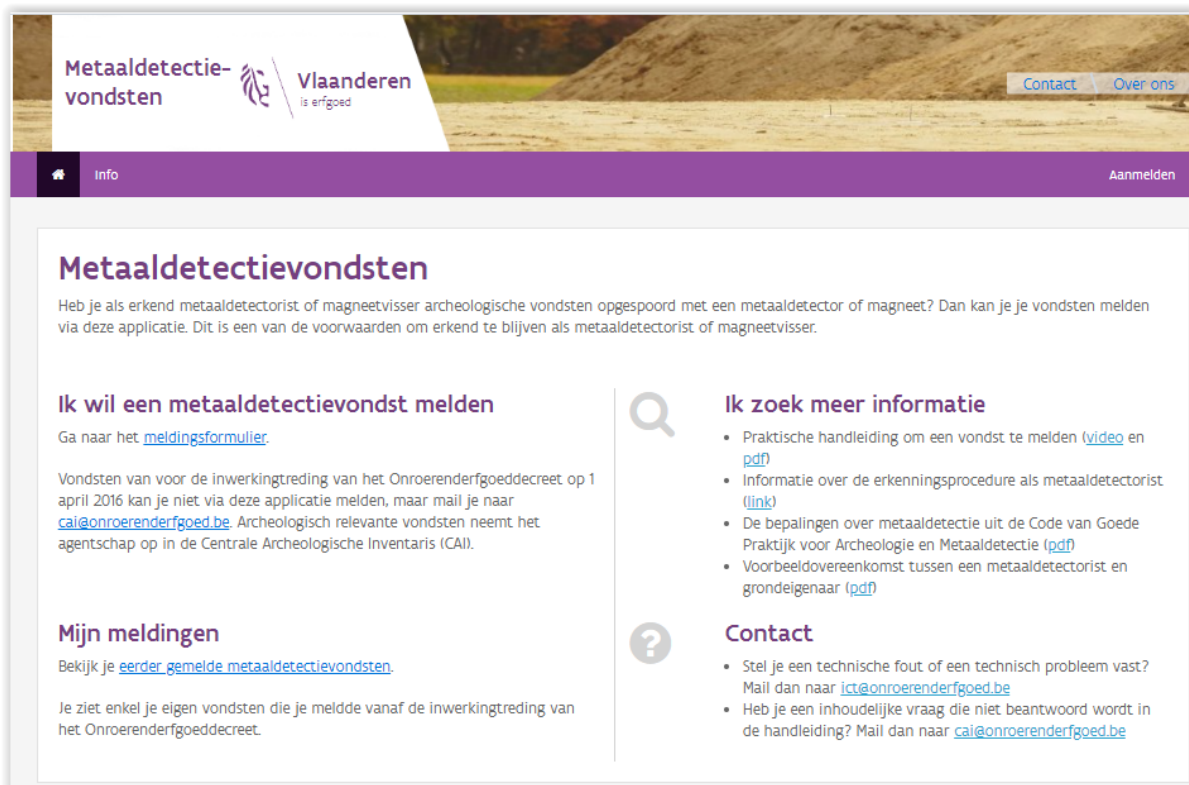 Metaaldetectie-
vondsten
Vlaanderen
is erfgoed
Contact
Over ons
Info
Aanmelden
Metaaldetectievondsten
Heb je als erkend metaaldetectorist of magneetvisser archeologische vondsten opgespoord met een metaaldetector of magneet? Dan kan je je vondsten melden
via deze applicatie. Dit is een van de voorwaarden om erkend te blijven als metaaldetectorist of magneetvisser.
Ik wil een metaaldetectievondst melden
Ga naar het meldingsformulier.
Vondsten van voor de inwerkingtreding van het Onroerenderfgoeddecreet op 1
april 2016 kan je niet via deze applicatie melden, maar mail je naar
cai@onroerenderfgoed.be. Archeologisch relevante vondsten neemt het
agentschap op in de Centrale Archeologische Inventaris (CAI).
Ik zoek meer informatie
• Praktische handleiding om een vondst te melden (video en
pdf)
• Informatie over de erkenningsprocedure als metaaldetectorist
(link)
• De bepalingen over metaaldetectie uit de Code van Goede
Praktijk voor Archeologie en Metaaldetectie (pdf)
• Voorbeeldovereenkomst tussen een metaaldetectorist en
grondeigenaar (pdf)
Mijn meldingen
Bekijk je eerder gemelde metaaldetectievondsten.
Je ziet enkel je eigen vondsten die je meldde vanaf de inwerkingtreding van
het Onroerenderfgoeddecreet.
Contact
• Stel je een technische fout of een technisch probleem vast?
Mail dan naar ict@onroerenderfgoed.be
• Heb je een inhoudelijke vraag die niet beantwoord wordt in
de handleiding? Mail dan naar cai@onroerenderfgoed.be